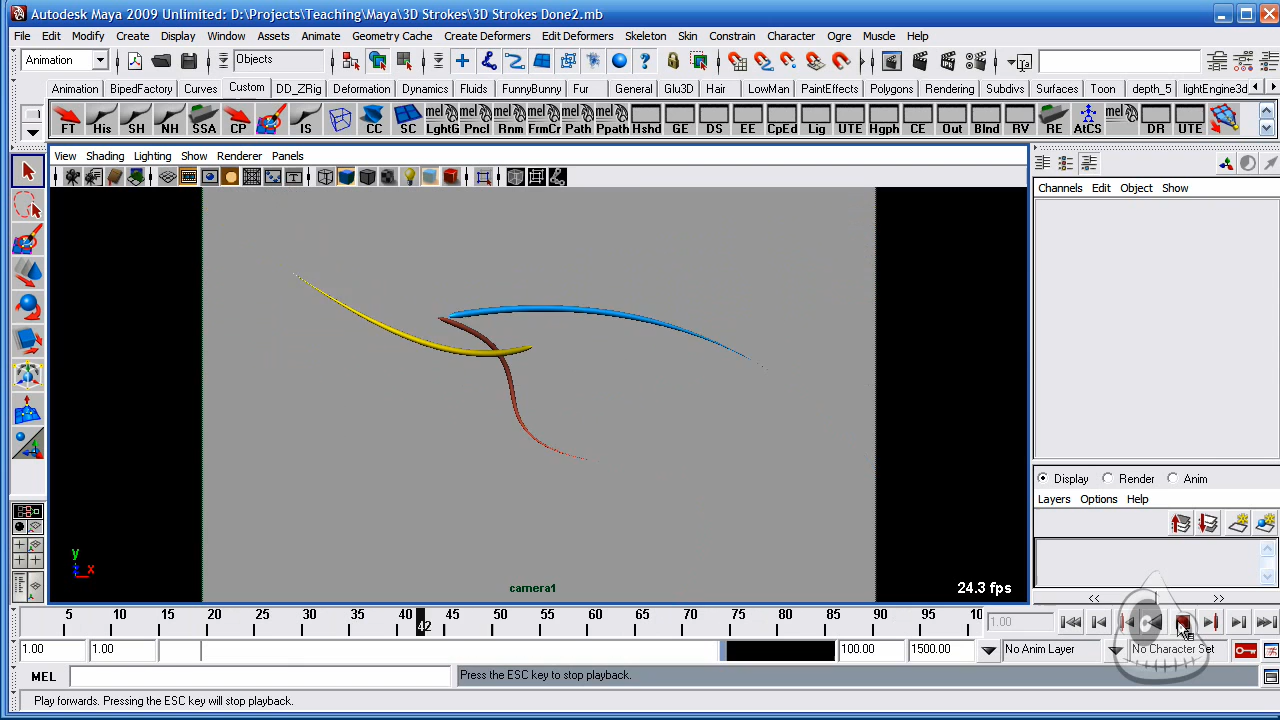 Autodesk Maya 2009 Unlimited: D:\Projects\Teaching\Maya\3D Strokes\3D Strokes Done2.mb
File Edit Modify Create Display Window Assets Animate Geometry Cache Create Deformers Edit Deformers Skeleton Skin Constrain Character Ogre Muscle Help
Animation Objects
Animation BipedFactory Curves Custom DD_ZRig Deformation Dynamics Fluids FunnyBunny Fur General Glu3D Hair LowMan PaintEffects Polygons Rendering Subdivs Surfaces Toon depth_5 lightEngine3d
mel mel mel mel mel mel
FT His SH NH SSA CP IS CC SC LghtG Pncl Rnm FrmCr Path Ppath Hshd GE DS EE CpEd Lig UTE Hgph CE Out Blnd RV RE AiCS DR UTE
View Shading Lighting Show Renderer Panels
Channels Edit Object Show
y
x
camera1
24.3 fps
Display Render Anim
Layers Options Help
5 10 15 20 25 30 35 40 42 45 50 55 60 65 70 75 80 85 90 95 10
1.00
1.00 1.00 100.00 1500.00 No Anim Layer No Character Set
MEL Press the ESC key to stop playback.
Play forwards. Pressing the ESC key will stop playback.